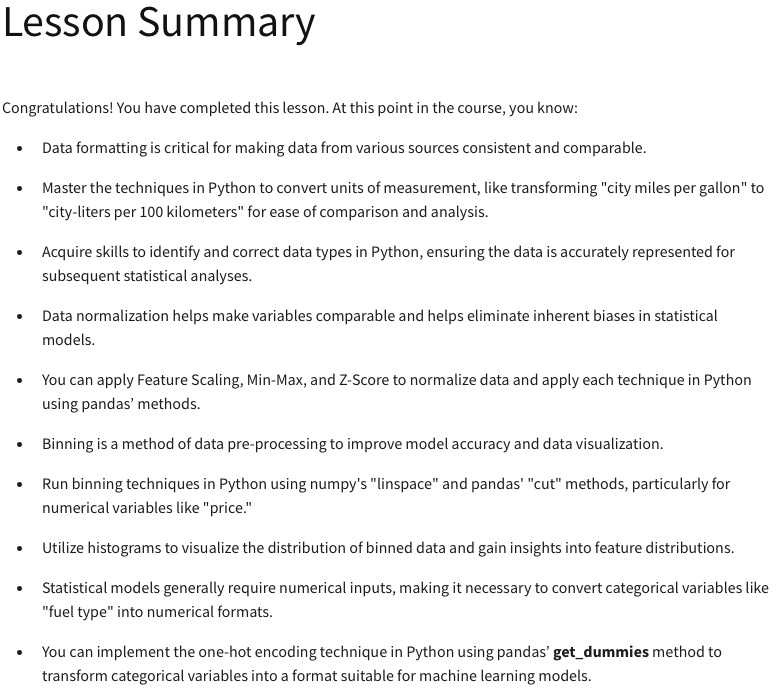 Lesson Summary
Congratulations! You have completed this lesson. At this point in the course, you know:
• Data formatting is critical for making data from various sources consistent and comparable.
• Master the techniques in Python to convert units of measurement, like transforming "city miles per gallon" to
"city-liters per 100 kilometers" for ease of comparison and analysis.
• Acquire skills to identify and correct data types in Python, ensuring the data is accurately represented for
subsequent statistical analyses.
• Data normalization helps make variables comparable and helps eliminate inherent biases in statistical
models.
• You can apply Feature Scaling, Min-Max, and Z-Score to normalize data and apply each technique in Python
using pandas’ methods.
• Binning is a method of data pre-processing to improve model accuracy and data visualization.
• Run binning techniques in Python using numpy's "linspace" and pandas' "cut" methods, particularly for
numerical variables like "price."
• Utilize histograms to visualize the distribution of binned data and gain insights into feature distributions.
• Statistical models generally require numerical inputs, making it necessary to convert categorical variables like
"fuel type" into numerical formats.
• You can implement the one-hot encoding technique in Python using pandas’ get_dummies method to
transform categorical variables into a format suitable for machine learning models.